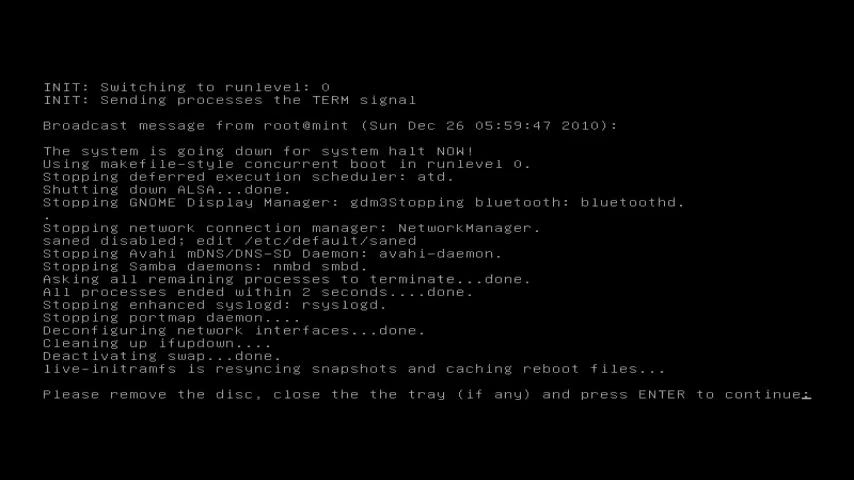 INIT: Switching to runlevel: 0
INIT: Sending processes the TERM signal
Broadcast message from root@mint (Sun Dec 26 05:59:47 2010):
The system is going down for system halt NOW!
Using makefile-style concurrent boot in runlevel 0.
Stopping deferred execution scheduler: atd.
Shutting down ALSA...done.
Stopping GNOME Display Manager: gdm3Stopping bluetooth: bluetoothd.
.
Stopping network connection manager: NetworkManager.
saned disabled; edit /etc/default/saned
Stopping Avahi mDNS/DNS-SD Daemon: avahi-daemon.
Stopping Samba daemons: nmbd smbd.
Asking all remaining processes to terminate...done.
All processes ended within 2 seconds....done.
Stopping enhanced syslogd: rsyslogd.
Stopping portmap daemon....
Deconfiguring network interfaces...done.
Cleaning up ifupdown....
Deactivating swap...done.
live-initramfs is resyncing snapshots and caching reboot files...
Please remove the disc, close the the tray (if any) and press ENTER to continue: